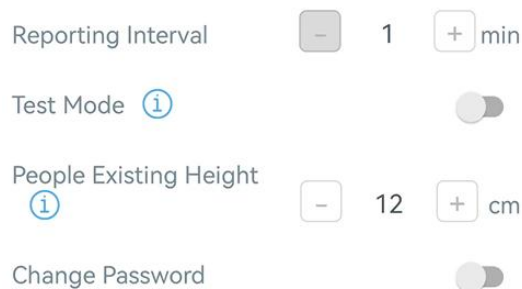 Reporting Interval - 1 + min
Test Mode i
People Existing Height
i - 12 + cm
Change Password